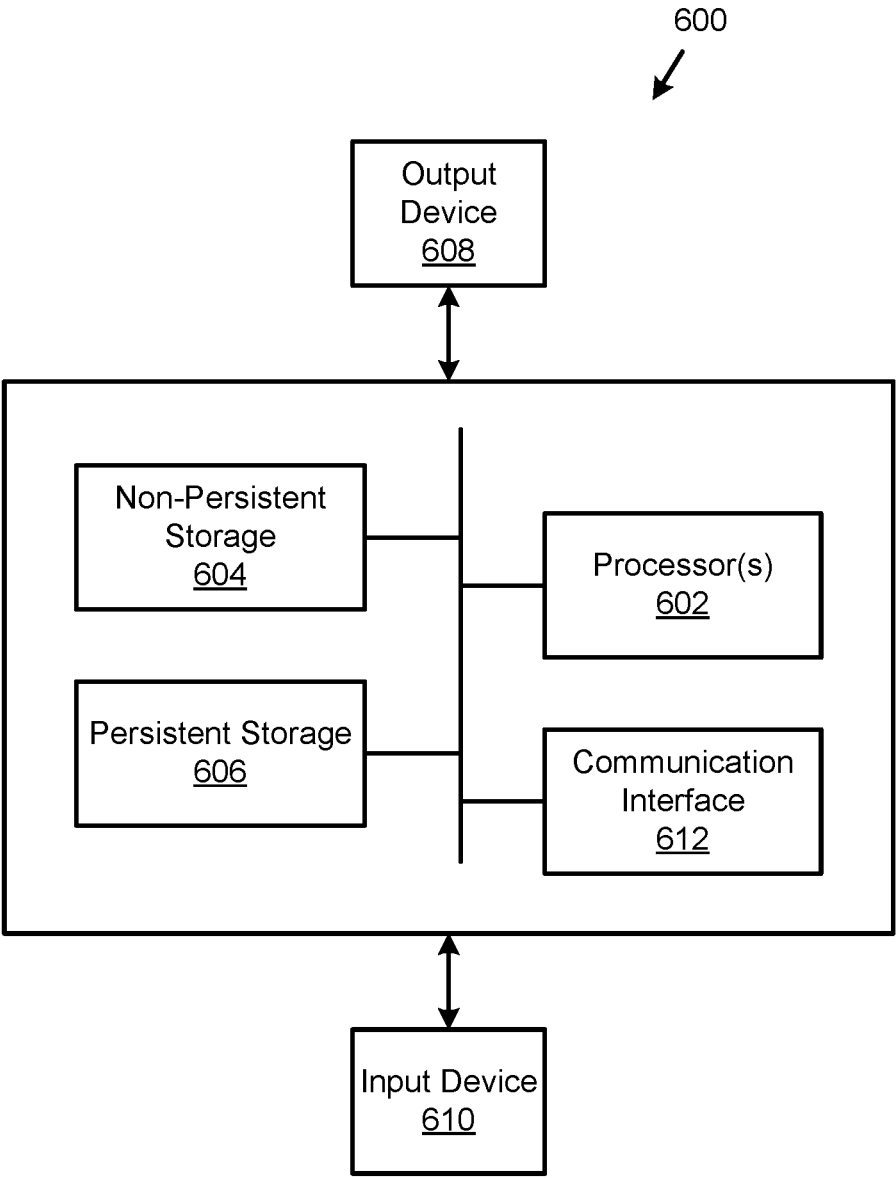 600
Output
Device
608
Non-Persistent
Storage
604
Processor(s)
602
Persistent Storage
606
Communication
Interface
612
Input Device
610